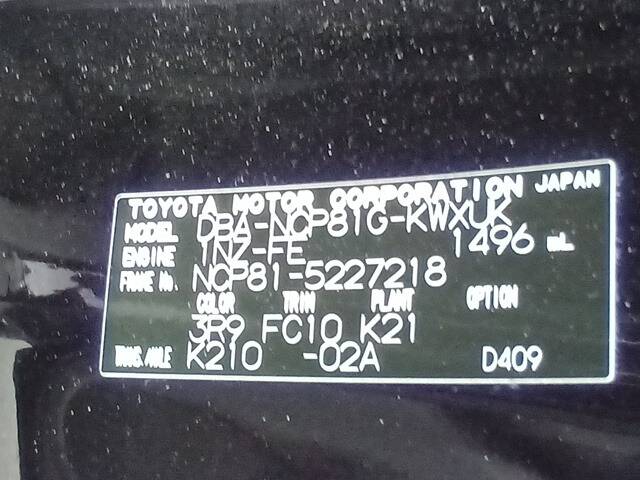 TOYOTA MOTOR CORPORATION JAPAN
MODEL DBA-NCP81G-KWXUK
ENGINE 1NZ-FE 1496 mL
FRAME No. NCP81-5227218
COLOR TRIM PLANT OPTION
3R9 FC10 K21
TRANS./AXLE K210 -02A D409